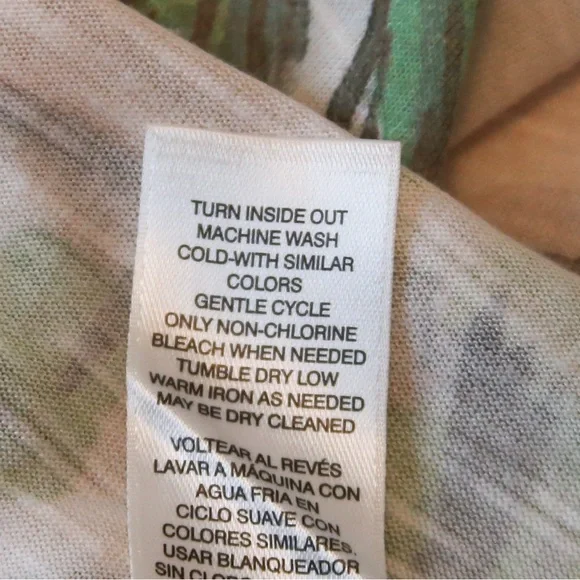 TURN INSIDE OUT
MACHINE WASH
COLD-WITH SIMILAR
COLORS
GENTLE CYCLE
ONLY NON-CHLORINE
BLEACH WHEN NEEDED
TUMBLE DRY LOW
WARM IRON AS NEEDED
MAY BE DRY CLEANED
VOLTEAR AL REVÉS
LAVAR A MÁQUINA CON
AGUA FRIA EN
CICLO SUAVE CON
COLORES SIMILARES.
USAR BLANQUEADOR
SIN